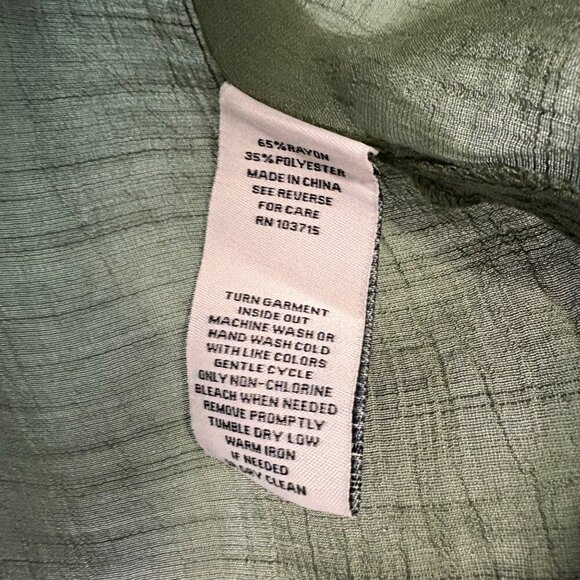 65% RAYON
35% POLYESTER
MADE IN CHINA
SEE REVERSE
FOR CARE
RN 103715
TURN GARMENT
INSIDE OUT
MACHINE WASH OR
HAND WASH COLD
WITH LIKE COLORS
GENTLE CYCLE
ONLY NON-CHLORINE
BLEACH WHEN NEEDED
REMOVE PROMPTLY
TUMBLE DRY LOW
WARM IRON
IF NEEDED
DRY CLEAN